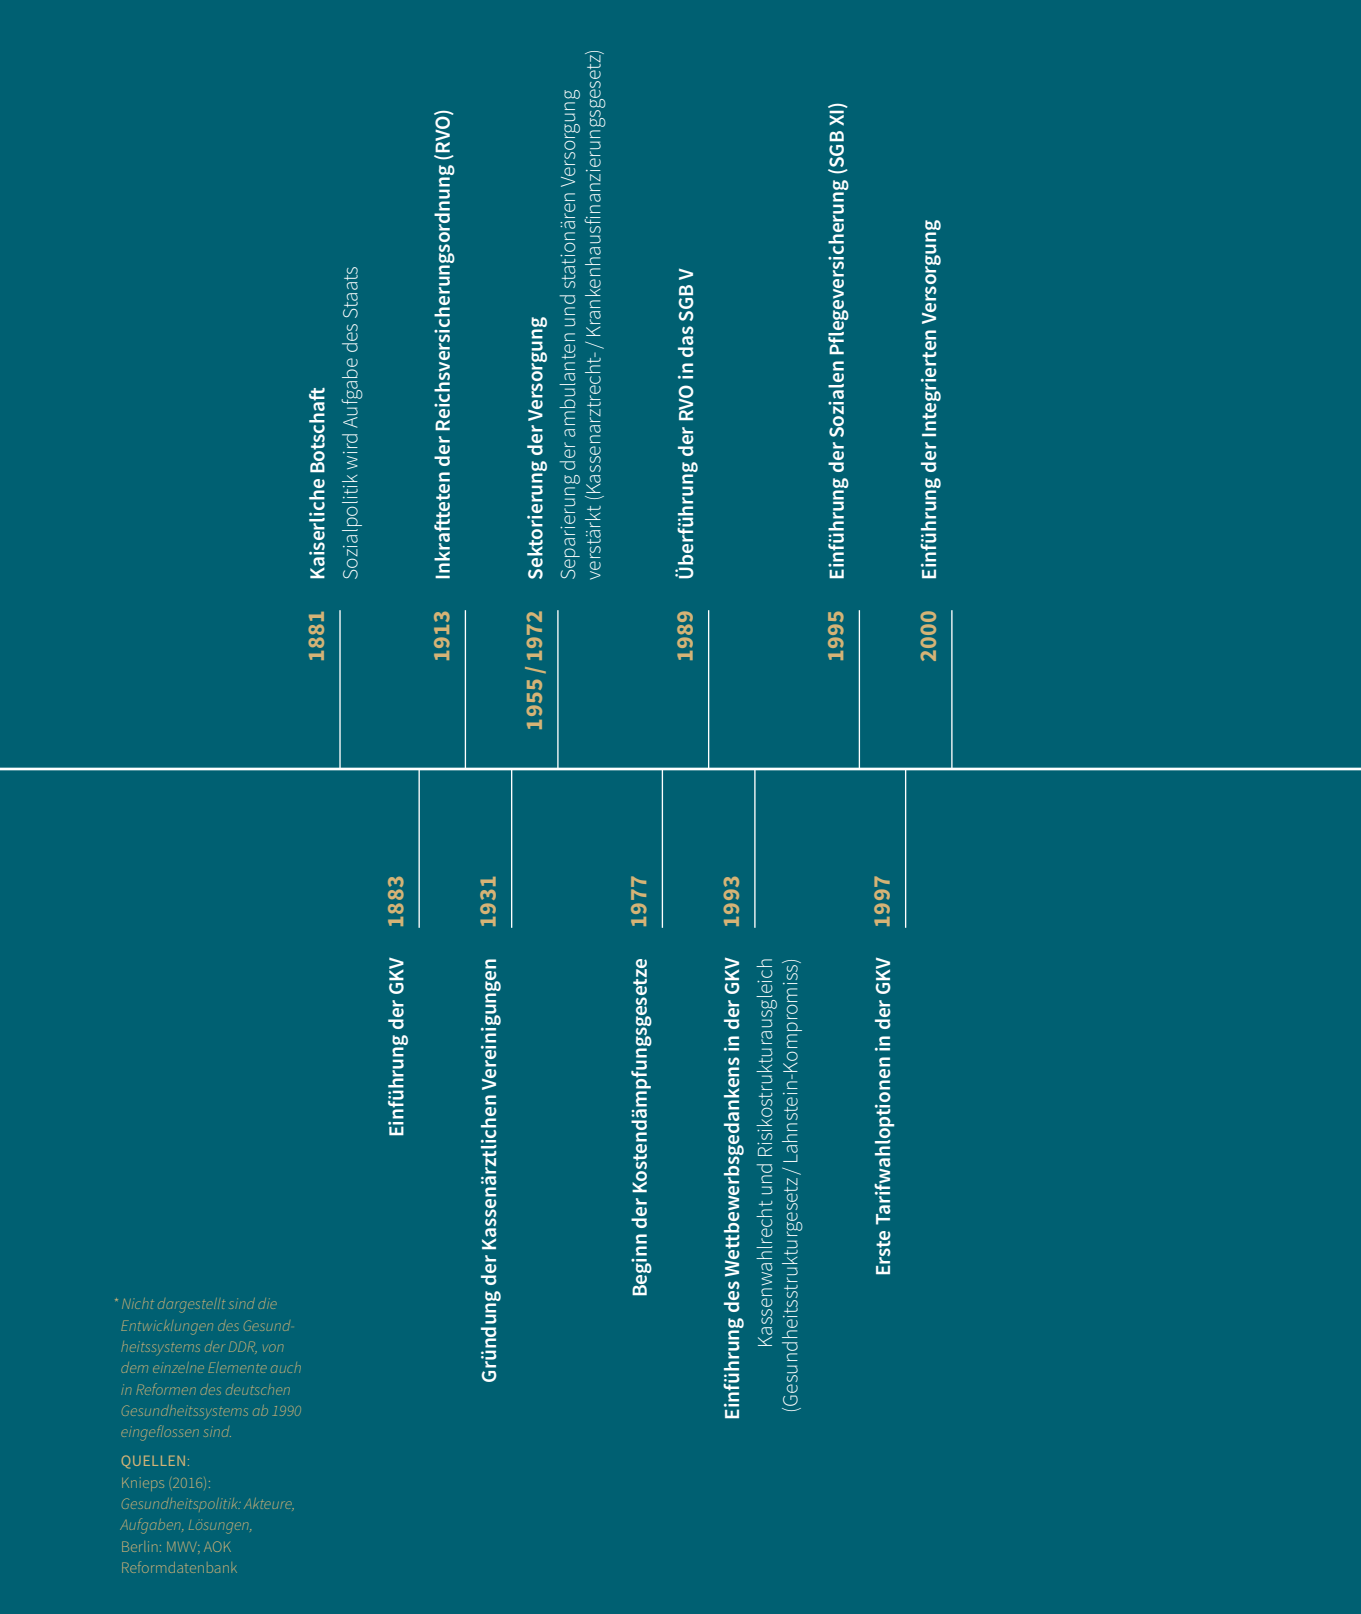 1881
Kaiserliche Botschaft
Sozialpolitik wird Aufgabe des Staats
1883
Einführung der GKV
1913
Inkraftteten der Reichsversicherungsordnung (RVO)
1931
Gründung der Kassenärztlichen Vereinigungen
1955 / 1972
Sektorierung der Versorgung
Separierung der ambulanten und stationären Versorgung
verstärkt (Kassenarztrecht- / Krankenhausfinanzierungsgesetz)
1977
Beginn der Kostendämpfungsgesetze
1989
Überführung der RVO in das SGB V
1993
Einführung des Wettbewerbsgedankens in der GKV
Kassenwahlrecht und Risikostrukturausgleich
(Gesundheitsstrukturgesetz / Lahnstein-Kompromiss)
1995
Einführung der Sozialen Pflegeversicherung (SGB XI)
1997
Erste Tarifwahloptionen in der GKV
2000
Einführung der Integrierten Versorgung
* Nicht dargestellt sind die
Entwicklungen des Gesund-
heitssystems der DDR, von
dem einzelne Elemente auch
in Reformen des deutschen
Gesundheitssystems ab 1990
eingeflossen sind.
QUELLEN:
Knieps (2016):
Gesundheitspolitik: Akteure,
Aufgaben, Lösungen,
Berlin: MWV; AOK
Reformdatenbank